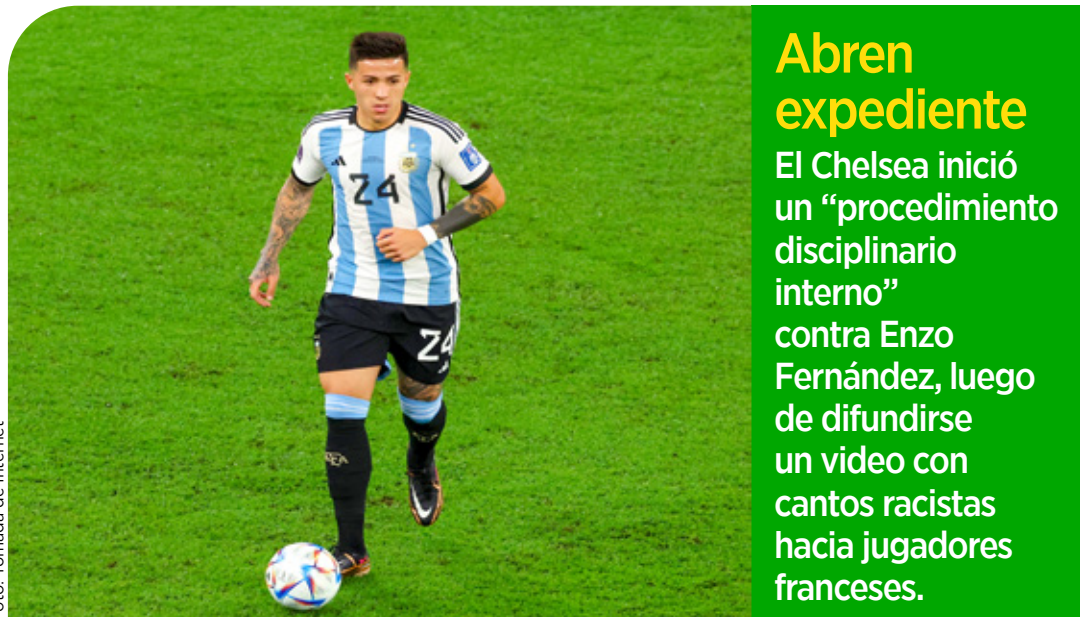 Abren
expediente
El Chelsea inició
un “procedimiento
disciplinario
interno”
contra Enzo
Fernández, luego
de difundirse
un video con
cantos racistas
hacia jugadores
franceses.
24
24